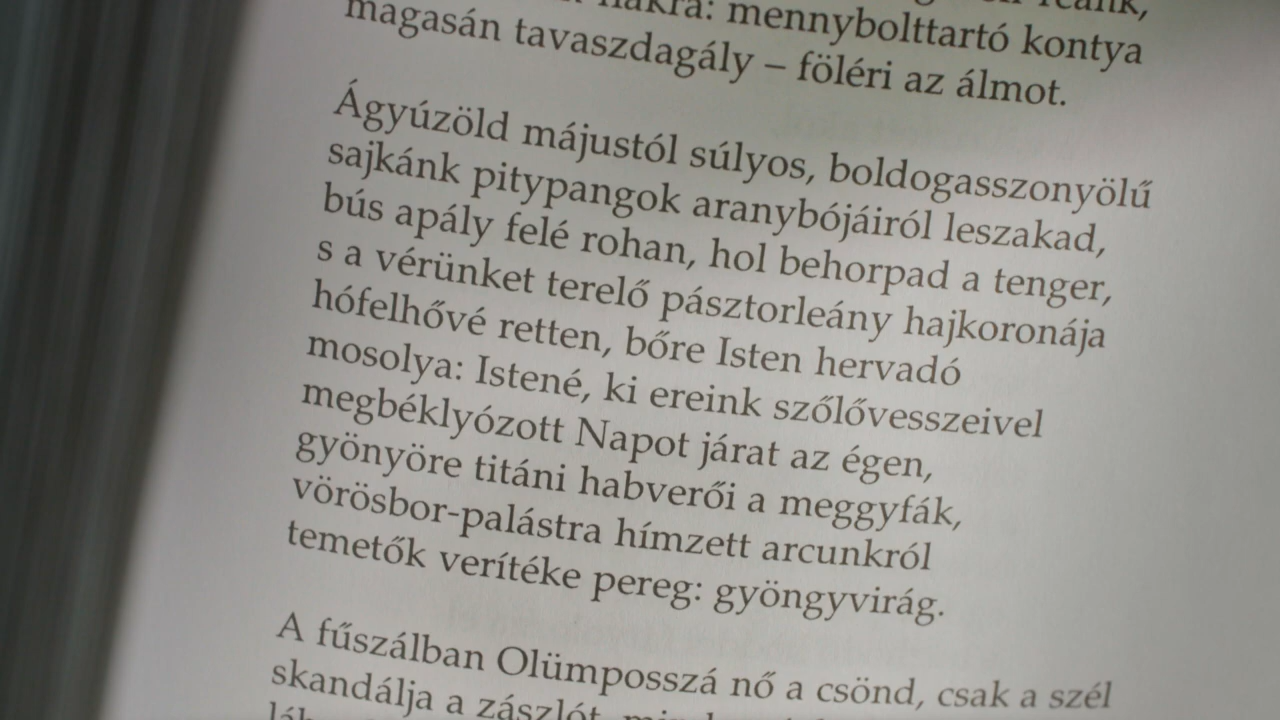 mennybolttartó kontya
magasán tavaszdagály – föléri az álmot.
Ágyúzöld májustól súlyos, boldogasszonyölű
sajkánk pitypangok aranybójáiról leszakad,
bús apály felé rohan, hol behorpad a tenger,
s a vérünket terelő pásztorleány hajkoronája
hófelhővé retten, bőre Isten hervadó
mosolya: Istené, ki ereink szőlővesszeivel
megbéklyózott Napot járat az égen,
gyönyöre titáni habverői a meggyfák,
vörösbor-palástra hímzett arcunkról
temetők verítéke pereg: gyöngyvirág.
A fűszálban Olümposszá nő a csönd, csak a szél
skandálja a zászlót,